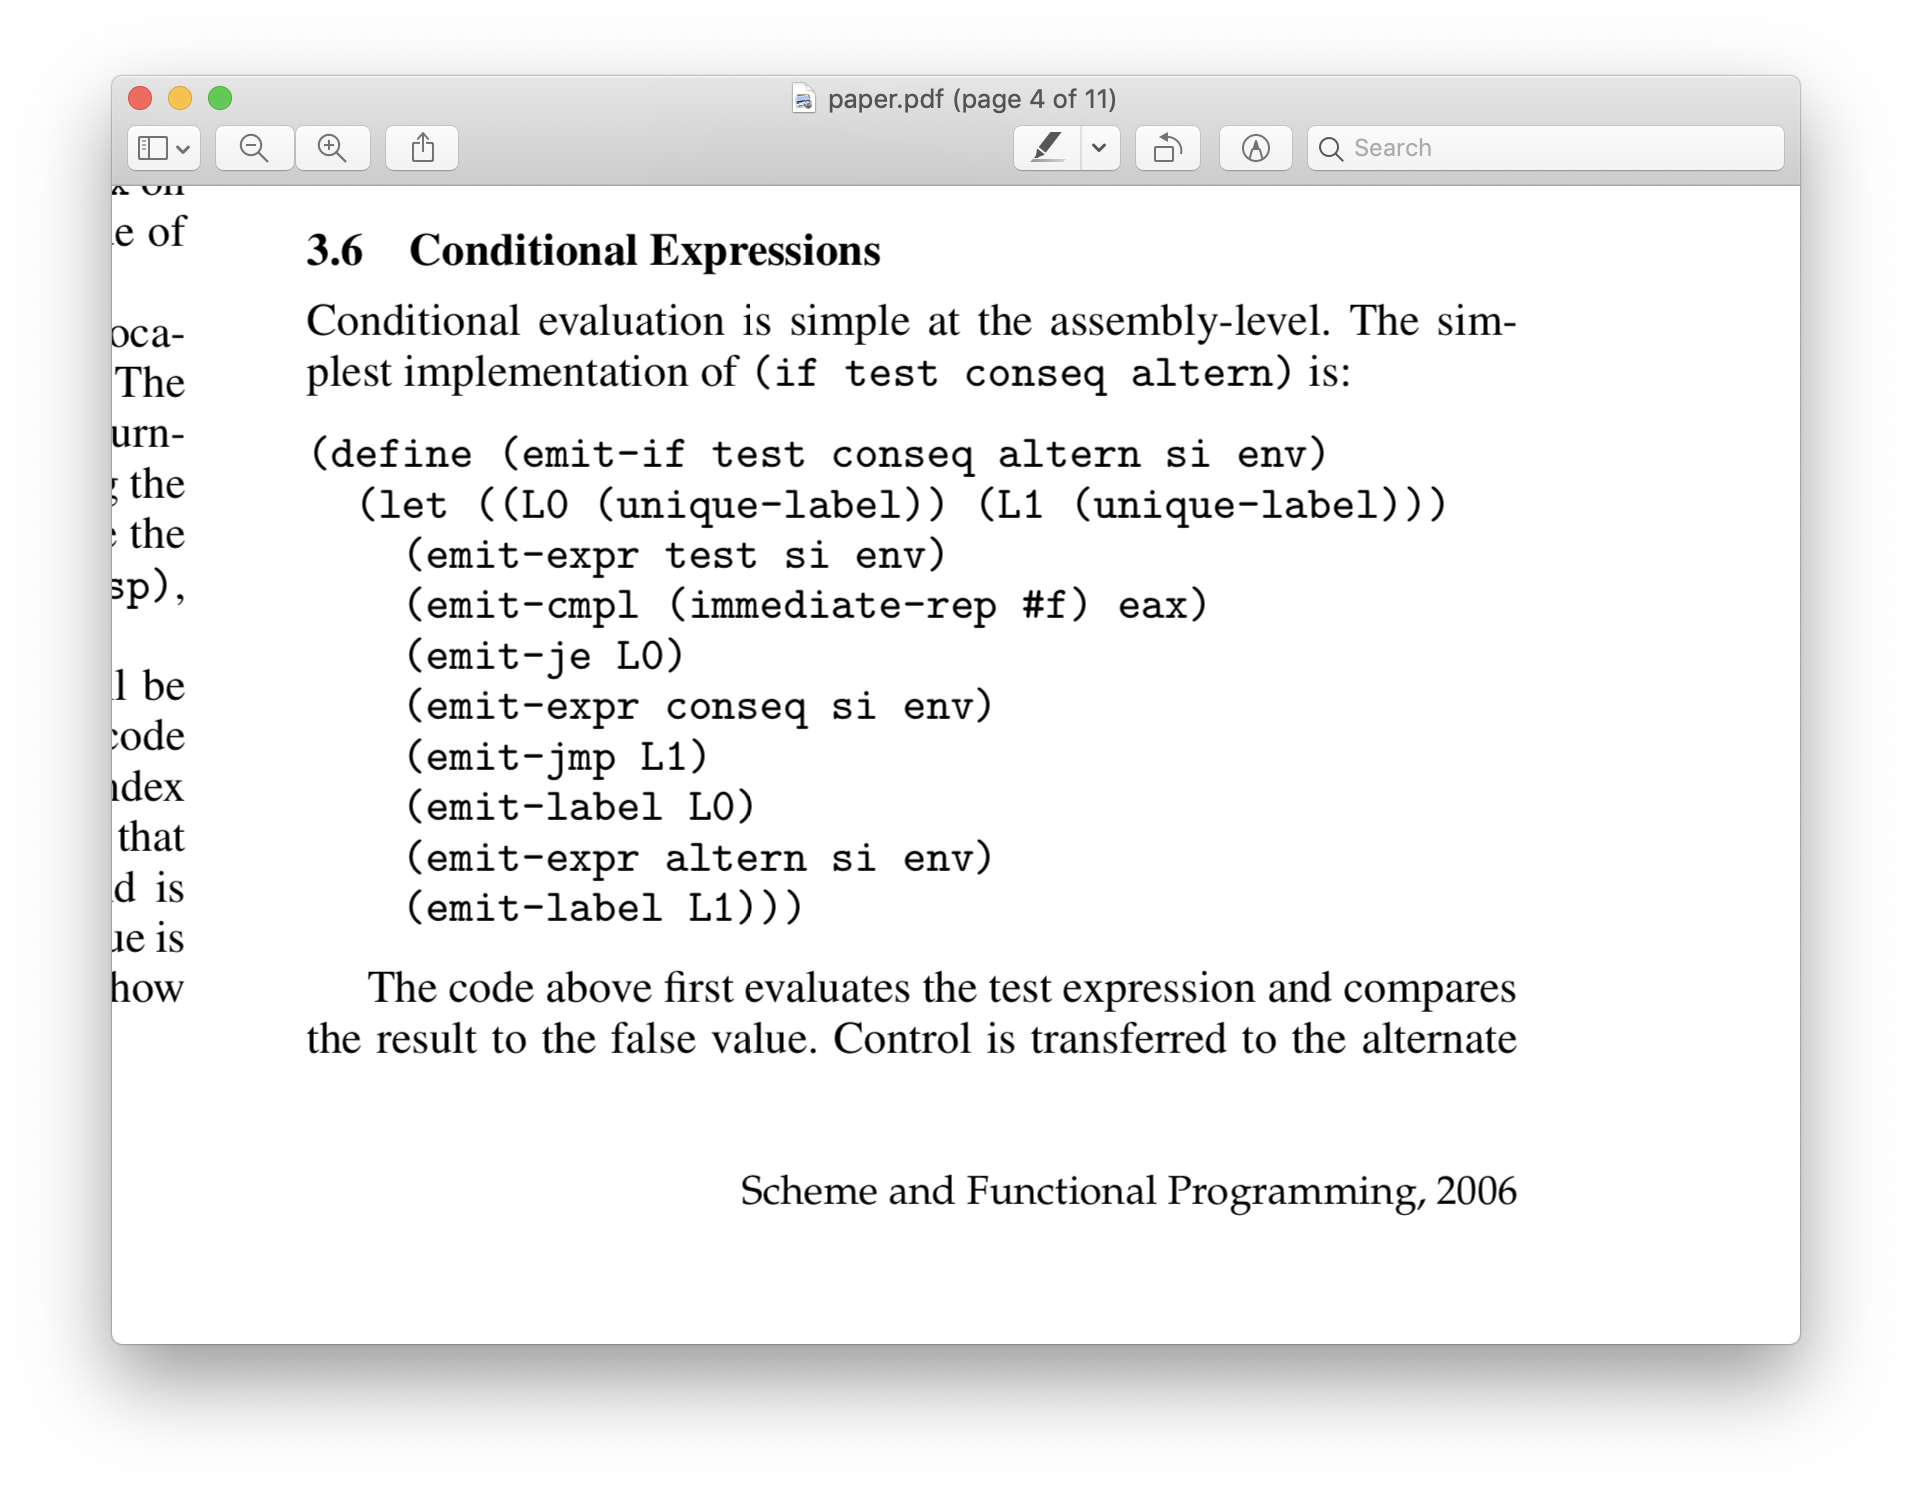 paper.pdf (page 4 of 11)
Search
e of
oca-
The
urn-
the
the
sp),
l be
code
ndex
that
d is
ue is
how
3.6 Conditional Expressions
Conditional evaluation is simple at the assembly-level. The sim-
plest implementation of (if test conseq altern) is:
(define (emit-if test conseq altern si env)
(let ((L0 (unique-label)) (L1 (unique-label)))
(emit-expr test si env)
(emit-cmpl (immediate-rep #f) eax)
(emit-je L0)
(emit-expr conseq si env)
(emit-jmp L1)
(emit-label L0)
(emit-expr altern si env)
(emit-label L1)))
The code above first evaluates the test expression and compares
the result to the false value. Control is transferred to the alternate
Scheme and Functional Programming, 2006